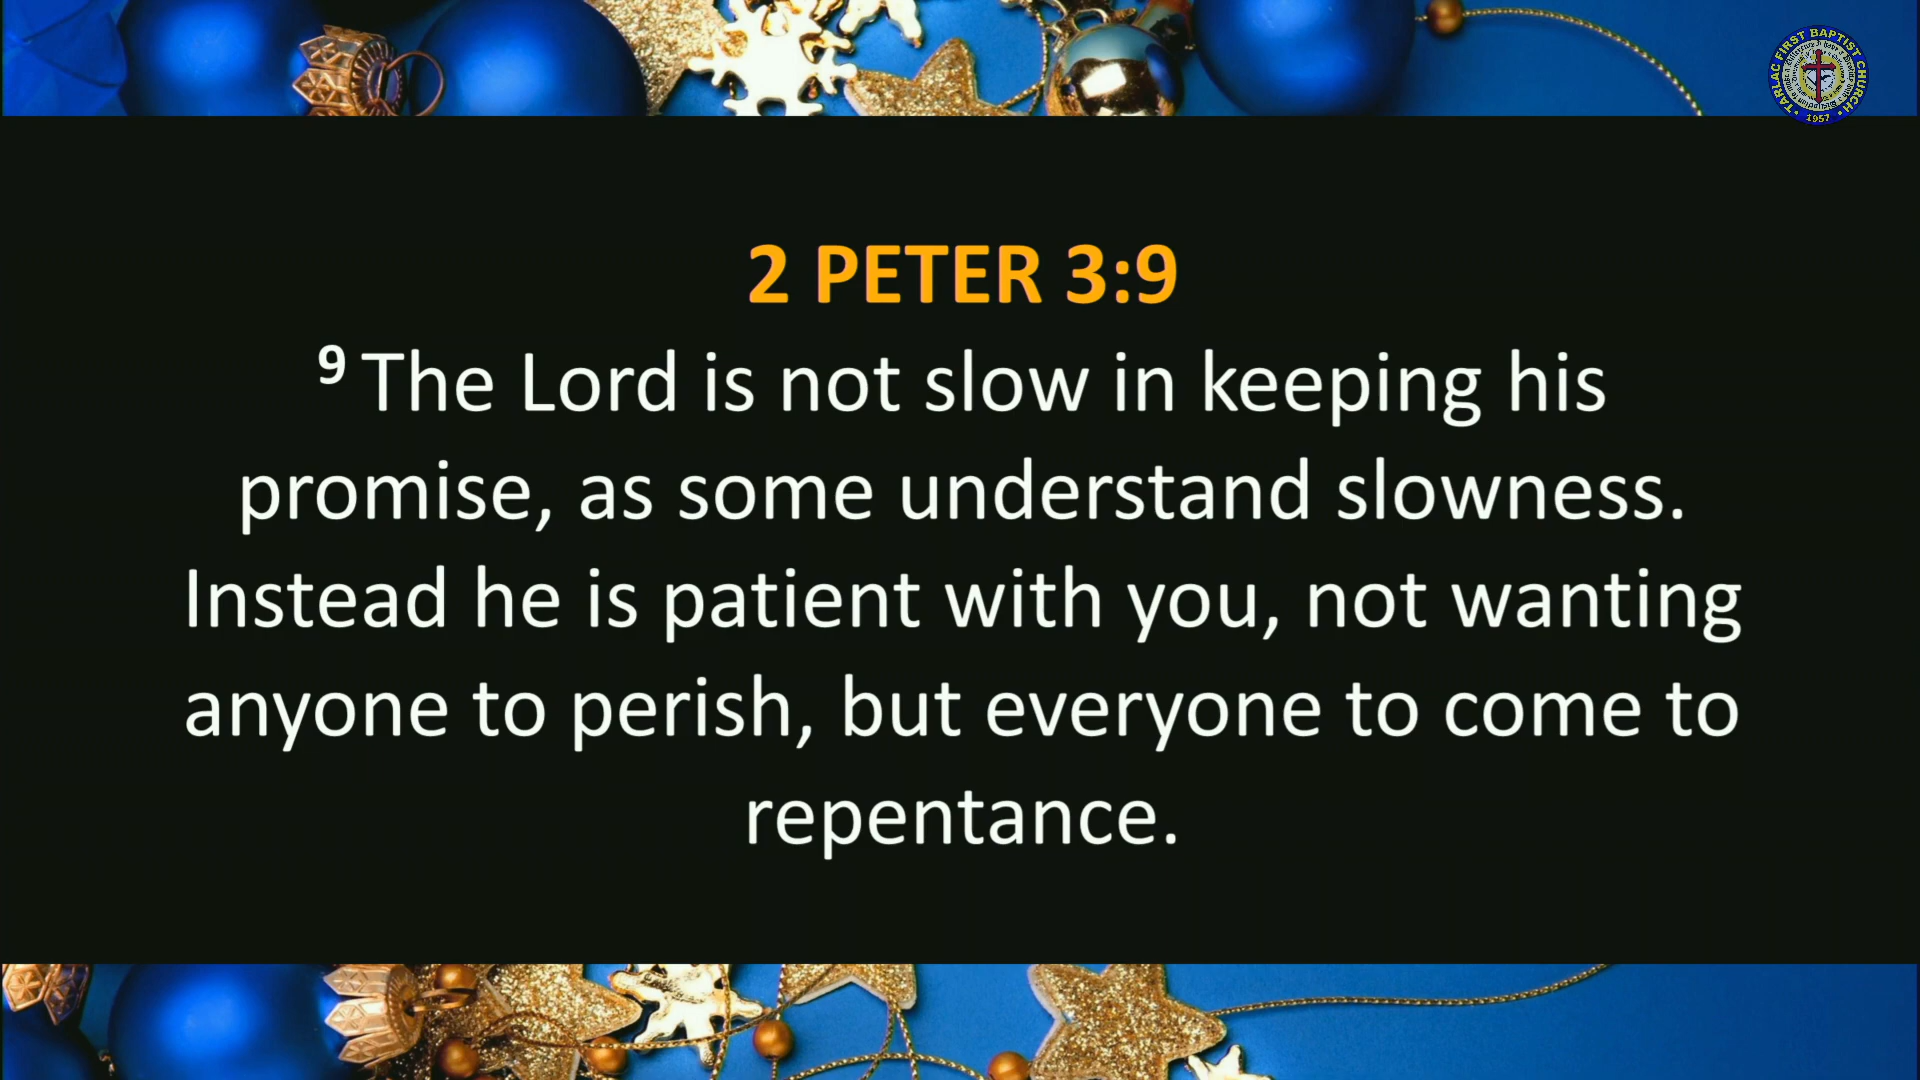 TARLAC FIRST BAPTIST CHURCH
• 1957 •
2 PETER 3:9
9 The Lord is not slow in keeping his
promise, as some understand slowness.
Instead he is patient with you, not wanting
anyone to perish, but everyone to come to
repentance.